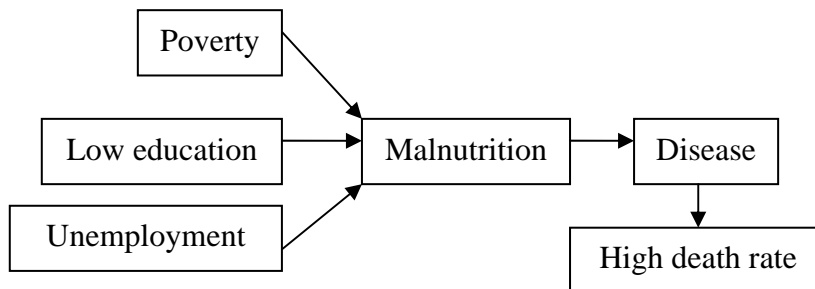 Poverty
Low education
Malnutrition
Disease
Unemployment
High death rate